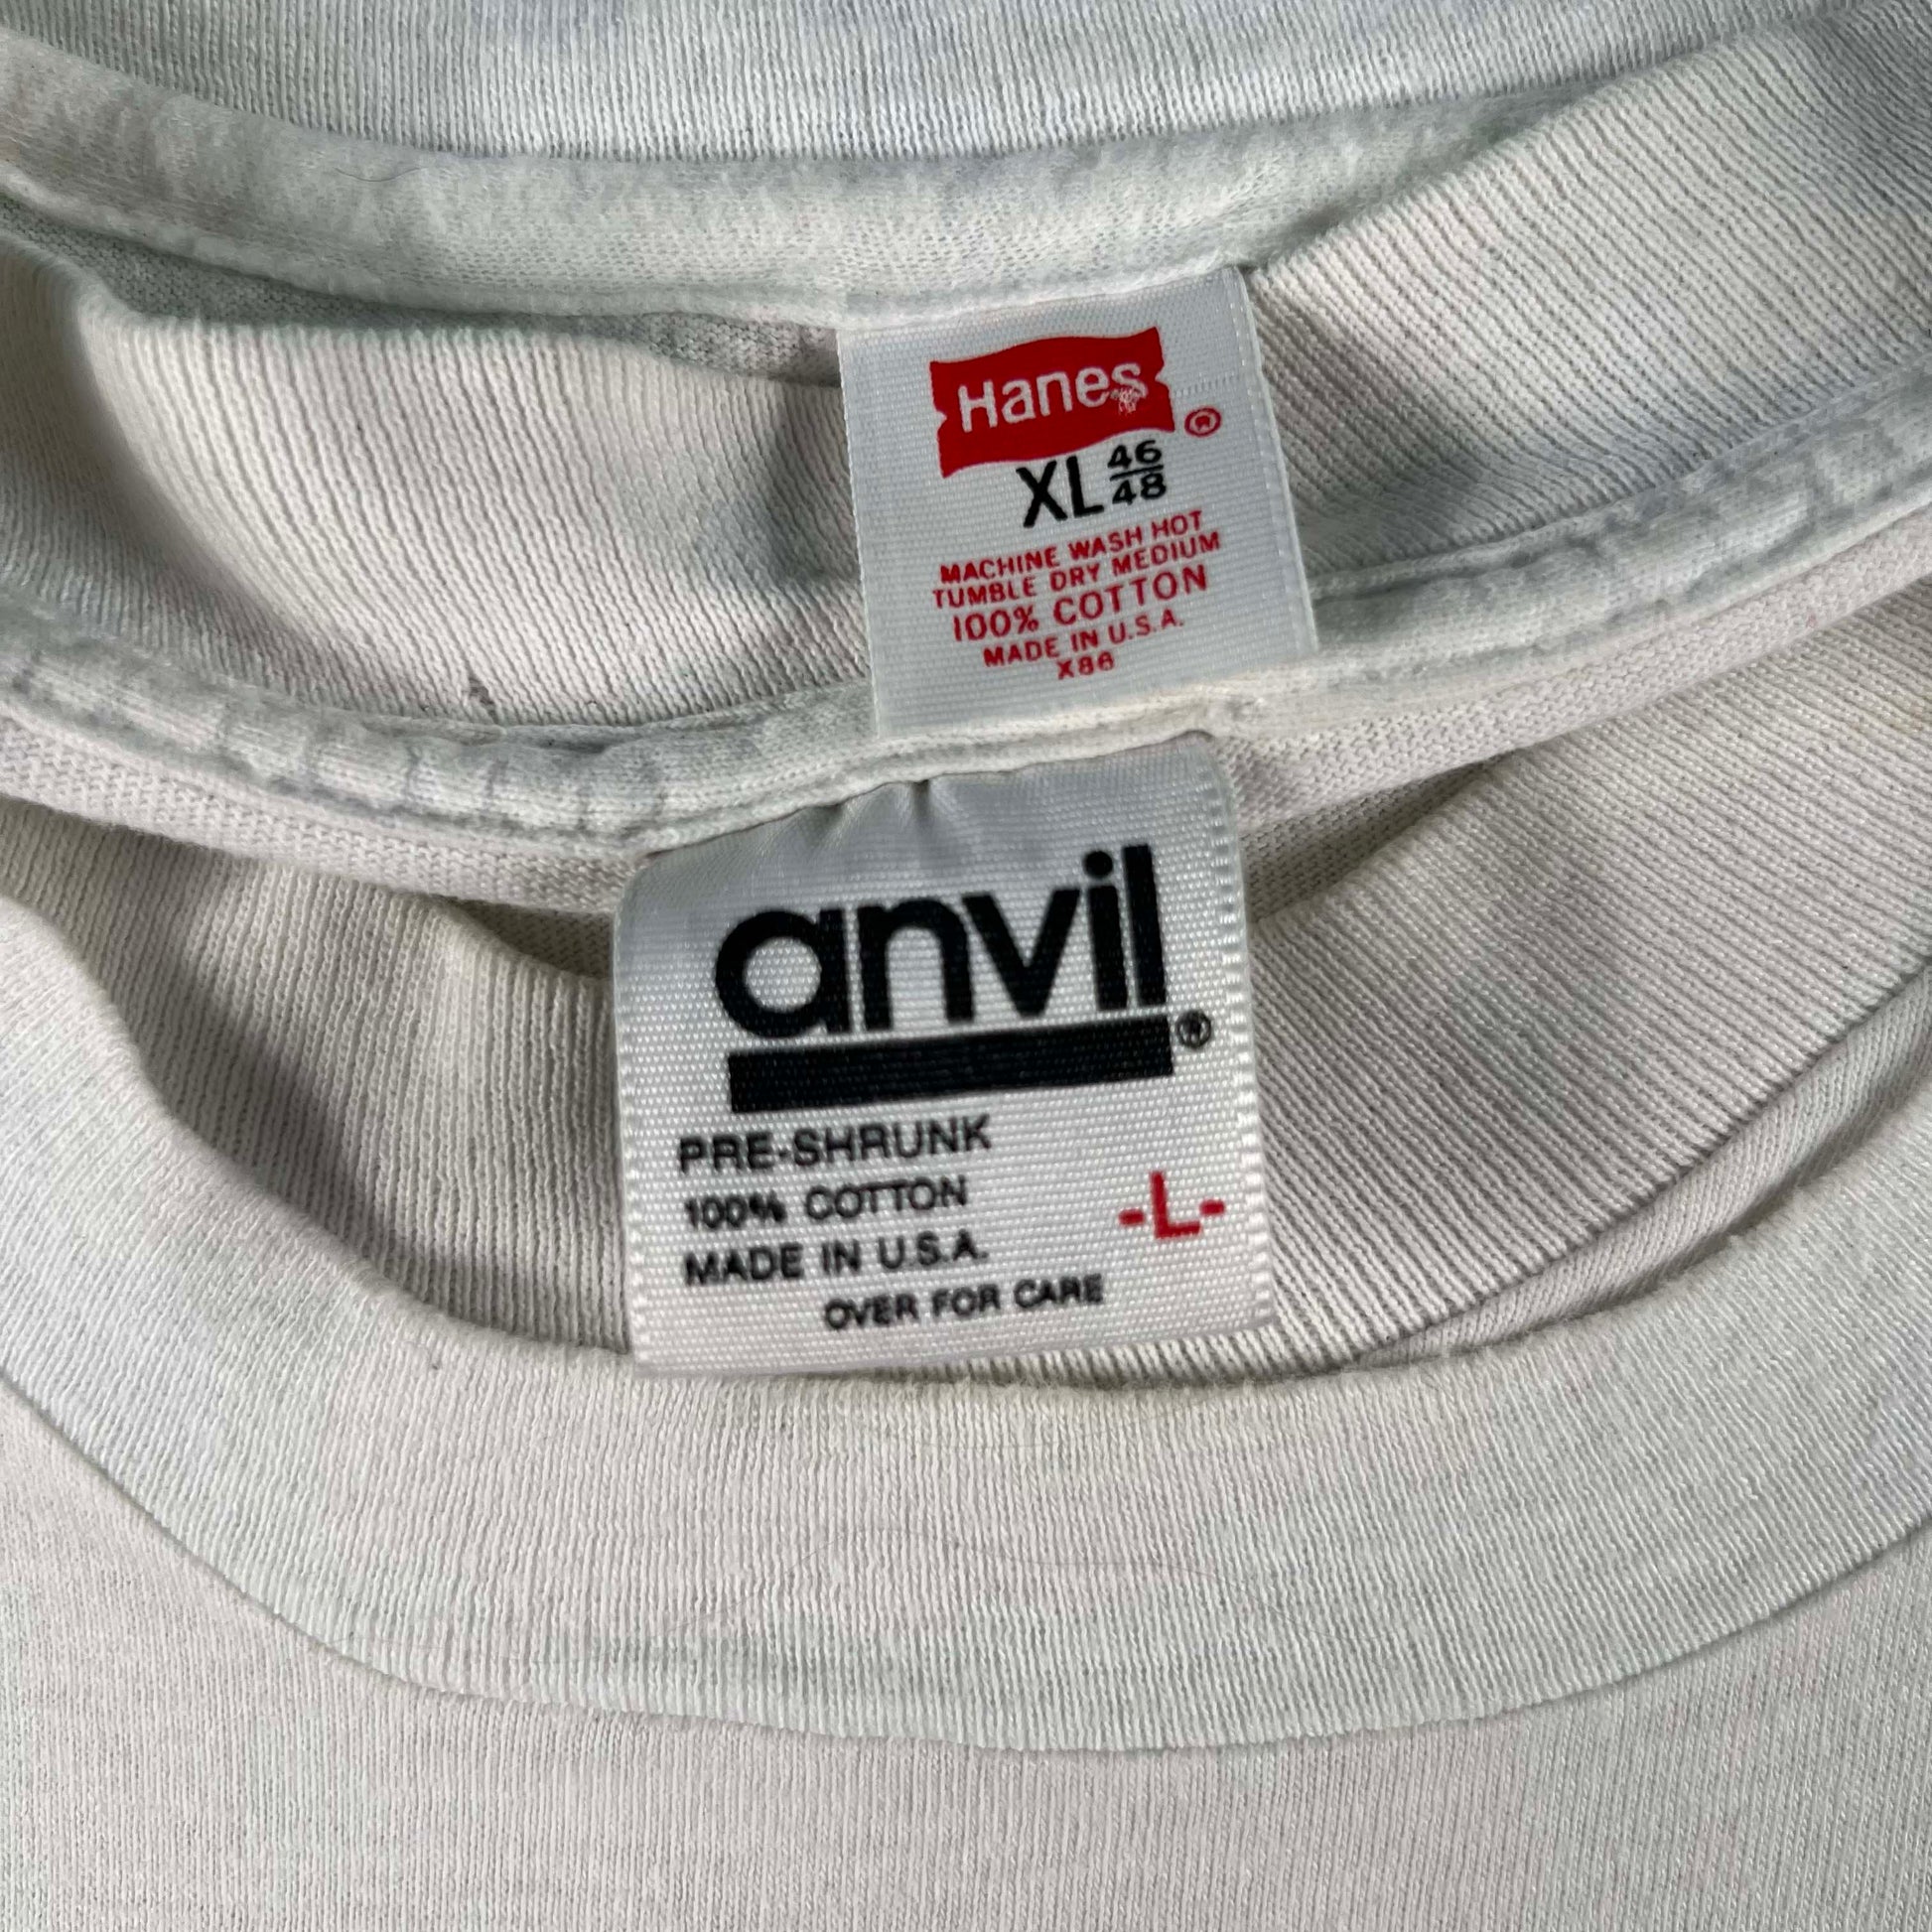 Hanes ®
XL 46/48
MACHINE WASH HOT
TUMBLE DRY MEDIUM
100% COTTON
MADE IN U.S.A.
anvil ®
PRE-SHRUNK
100% COTTON
-L-
MADE IN U.S.A.
OVER FOR CARE